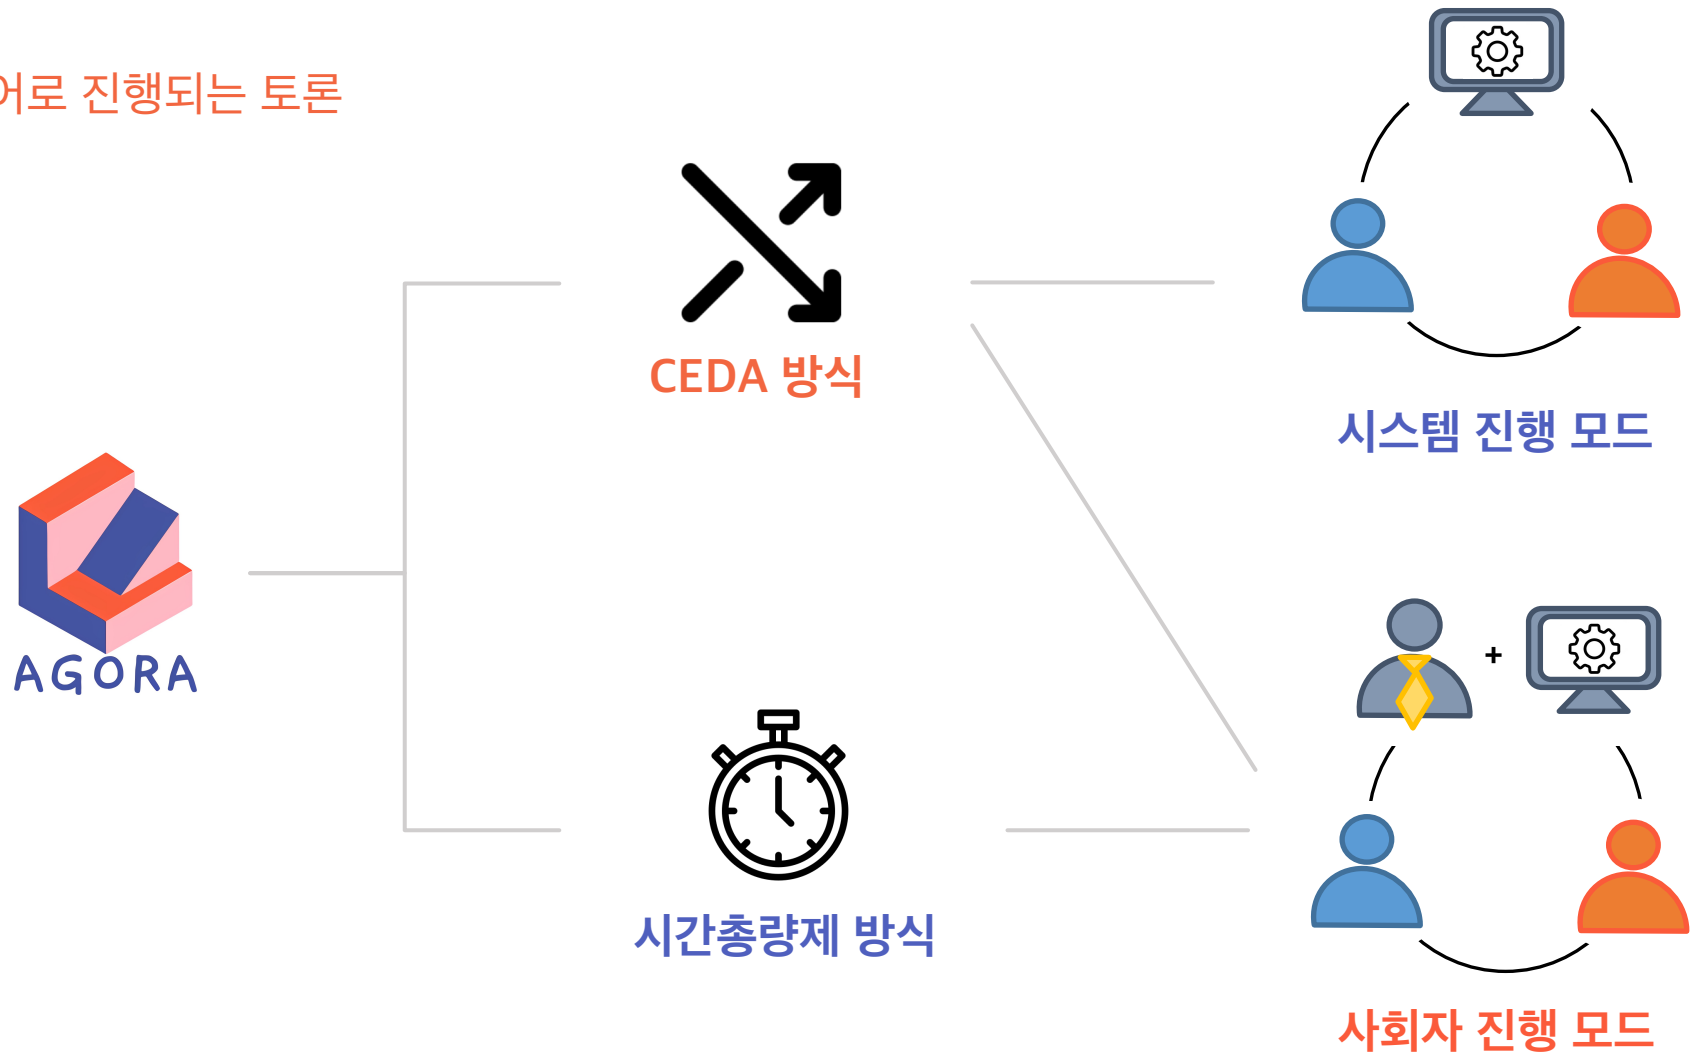 어로 진행되는 토론
CEDA 방식
시스템 진행 모드
AGORA
+
시간총량제 방식
사회자 진행 모드